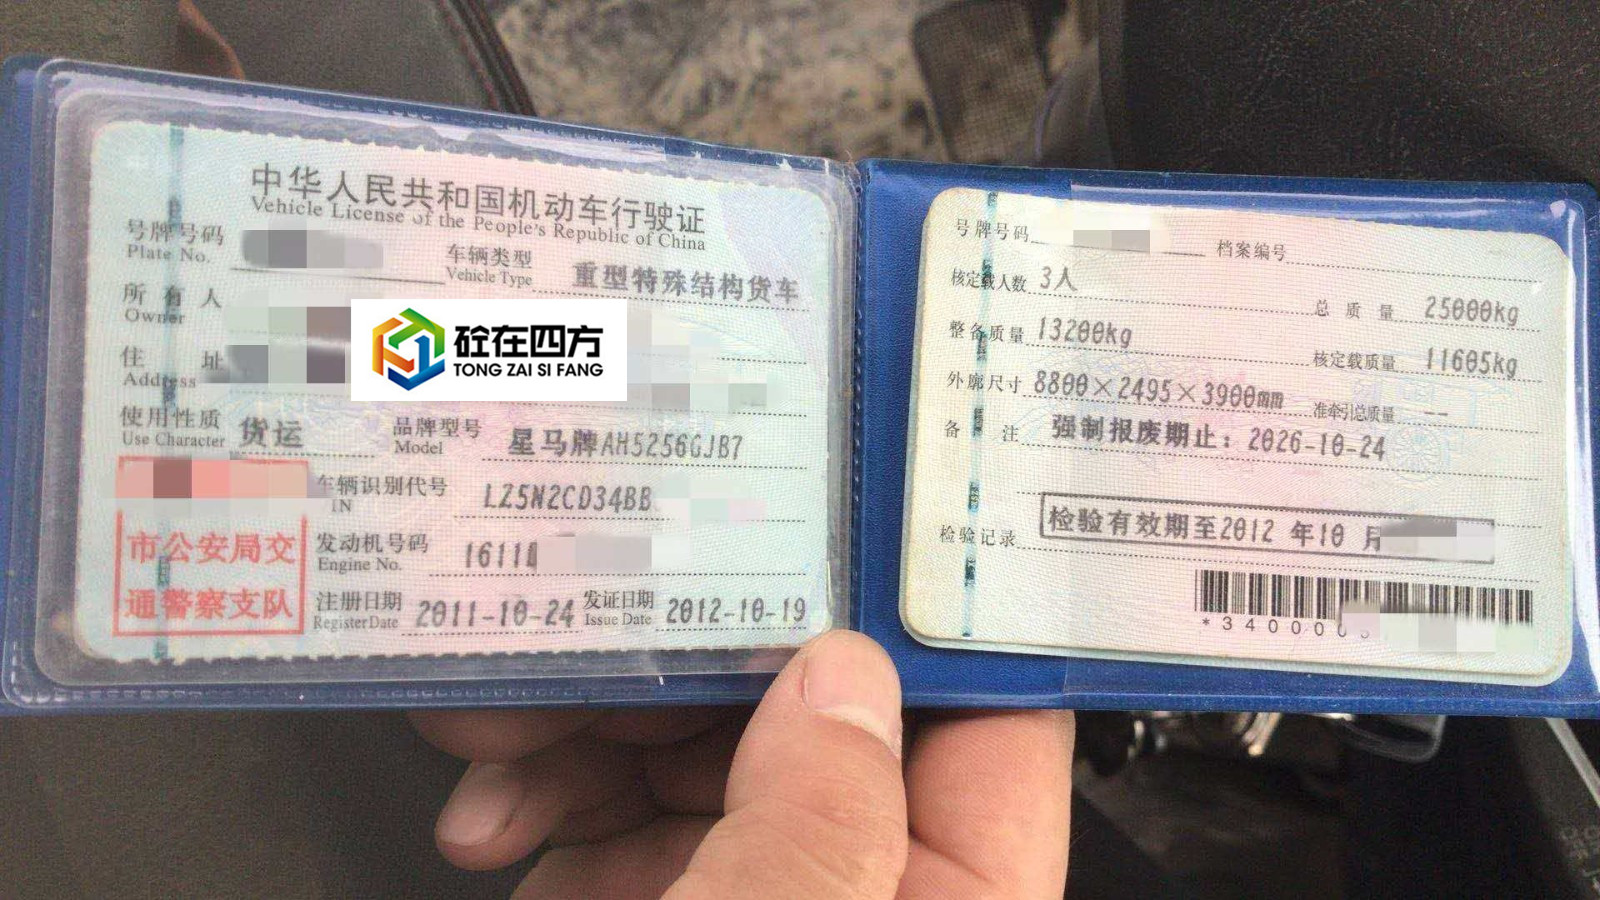 中华人民共和国机动车行驶证
Vehicle License of the People's Republic of China
号牌号码
Plate No.
车辆类型 重型特殊结构货车
Vehicle Type
所有人
Owner
住址
Address
砼在四方
TONG ZAI SI FANG
使用性质 货运
Use Character
品牌型号 星马牌AH5256GJB7
Model
市公安局交
通警察支队
车辆识别代号 LZ5N2CD34BB
IN
发动机号码 16111
Engine No.
注册日期 2011-10-24
Register Date
发证日期 2012-10-19
Issue Date
号牌号码 档案编号
核定载人数 3人 总质量 25000kg
整备质量 13200kg 核定载质量 11605kg
外廓尺寸 8800×2495×3900mm 准牵引总质量 --
备注 强制报废期止：2026-10-24
检验记录 检验有效期至2012 年10 月
*340000